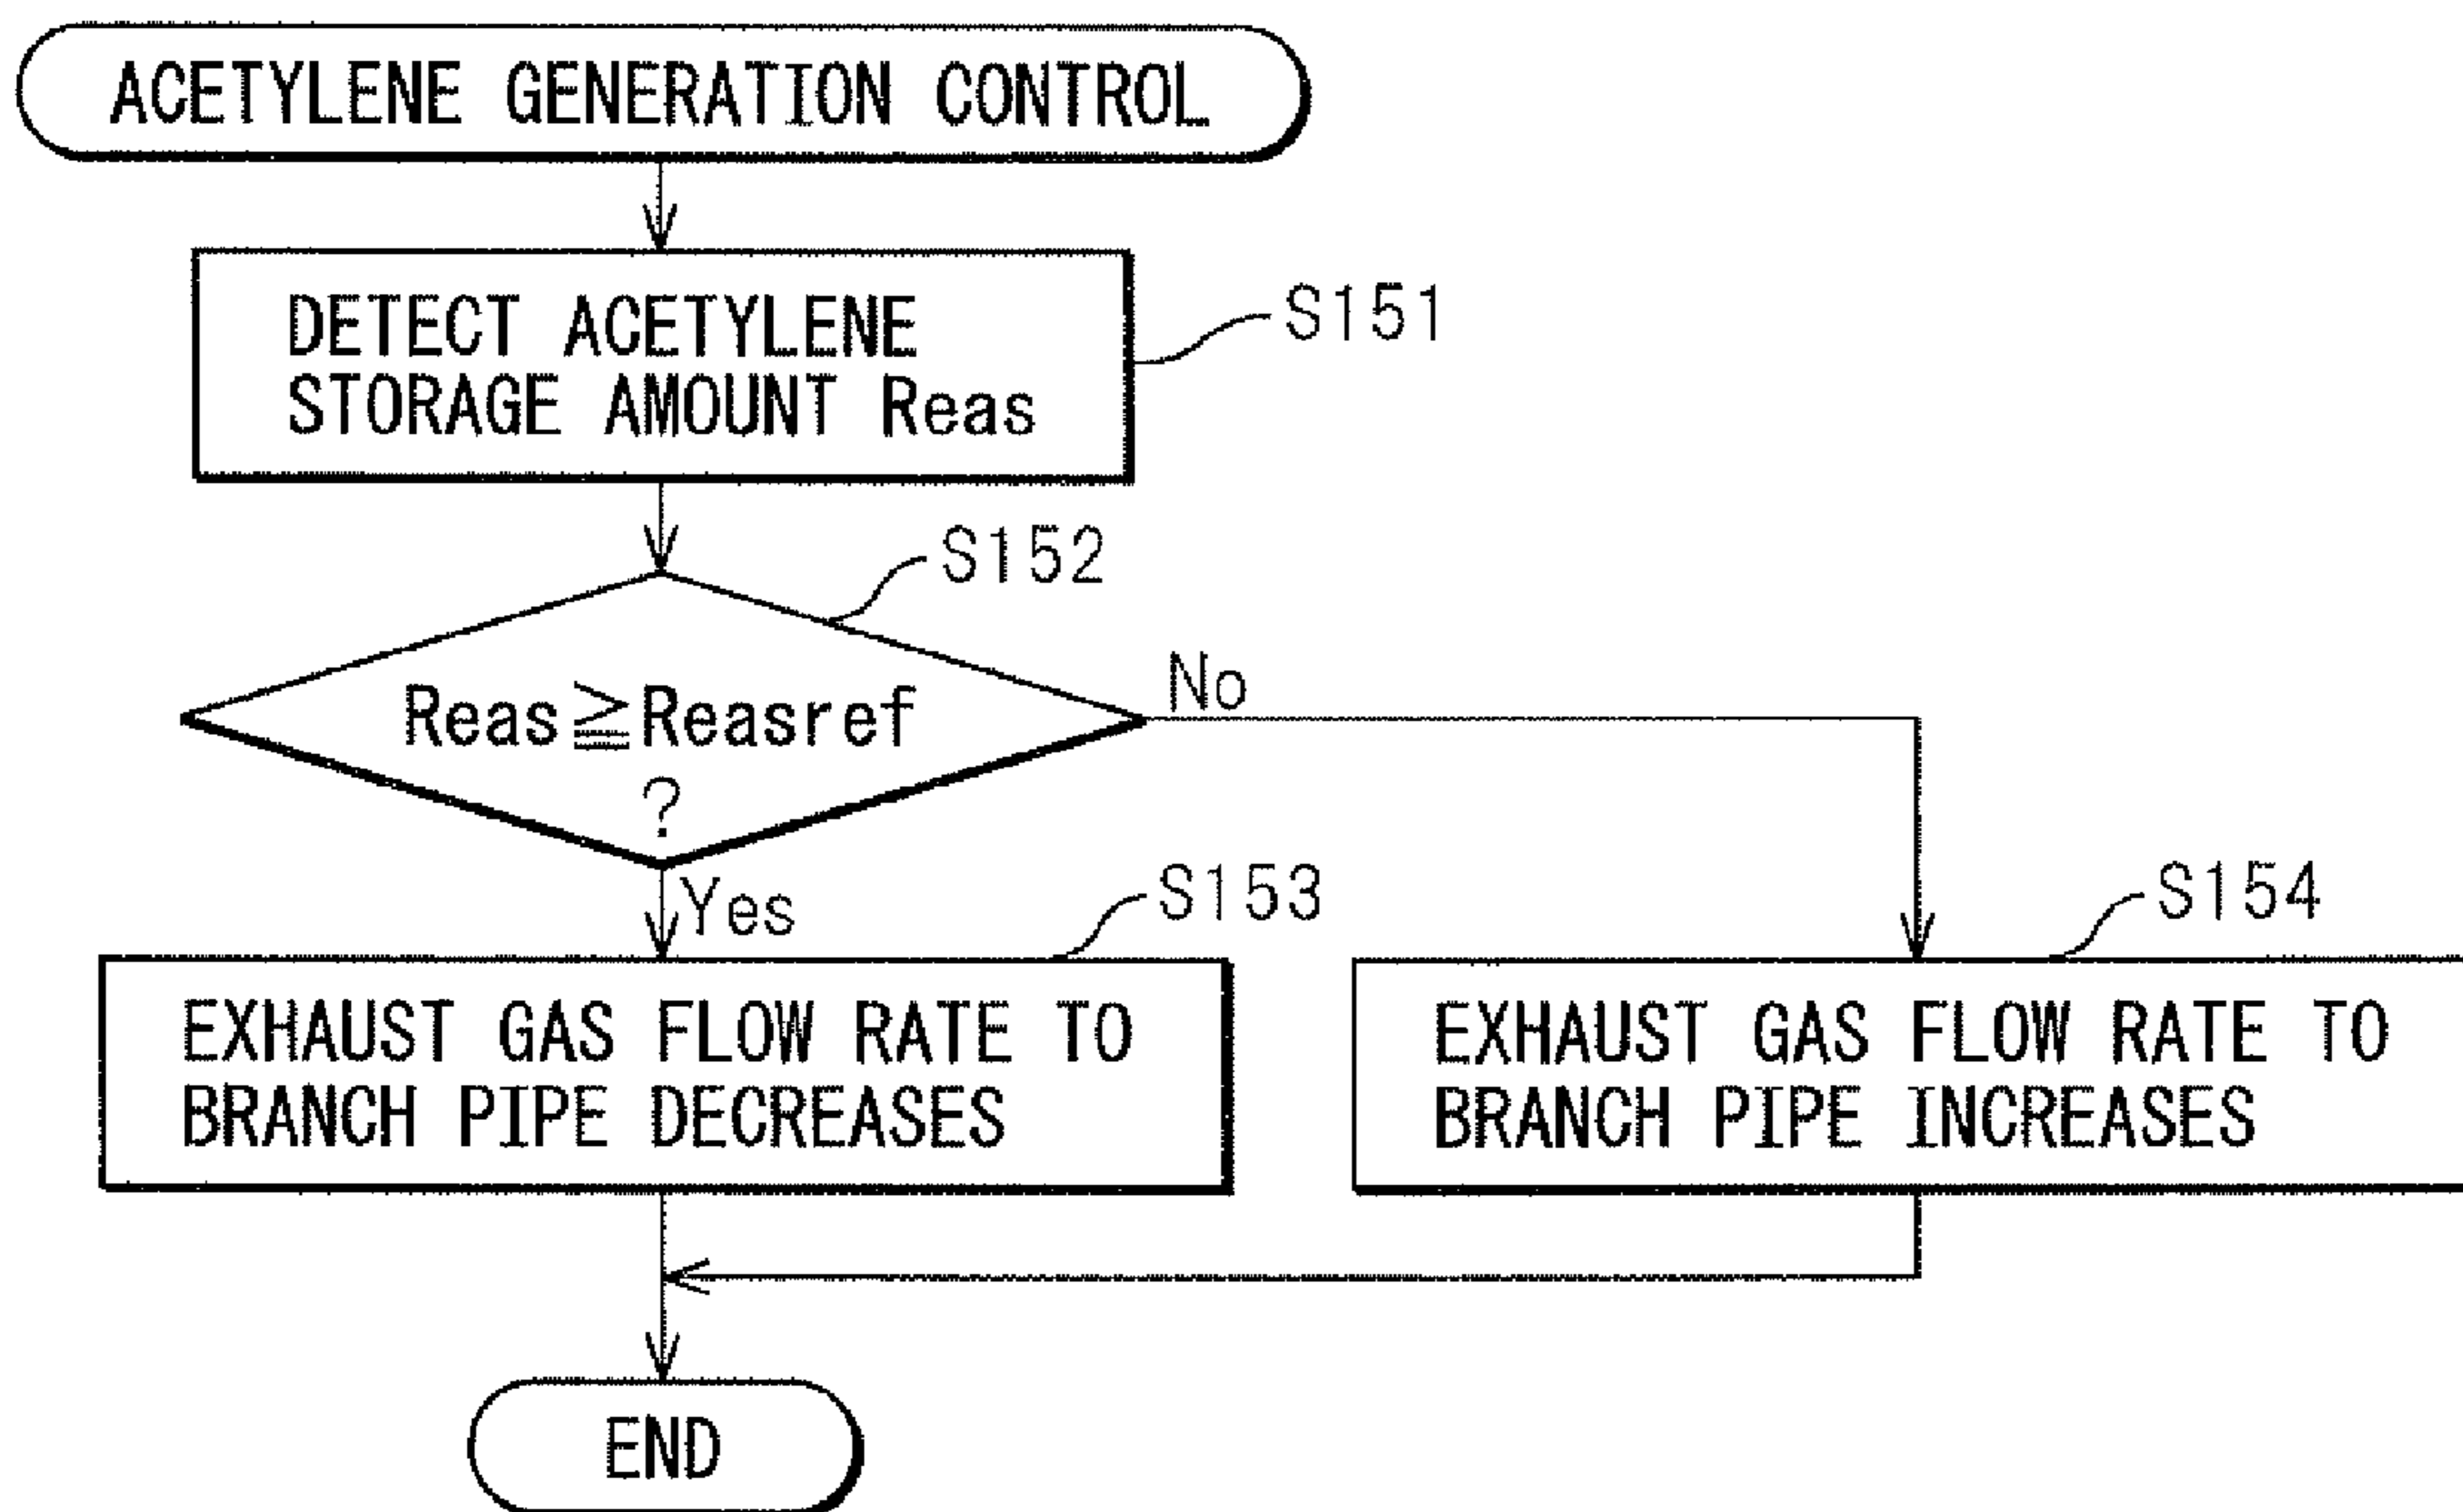 ACETYLENE GENERATION CONTROL
DETECT ACETYLENE
STORAGE AMOUNT Reas
S151
S152
Reas≧Reasref
?
No
Yes
S153
EXHAUST GAS FLOW RATE TO
BRANCH PIPE DECREASES
S154
EXHAUST GAS FLOW RATE TO
BRANCH PIPE INCREASES
END